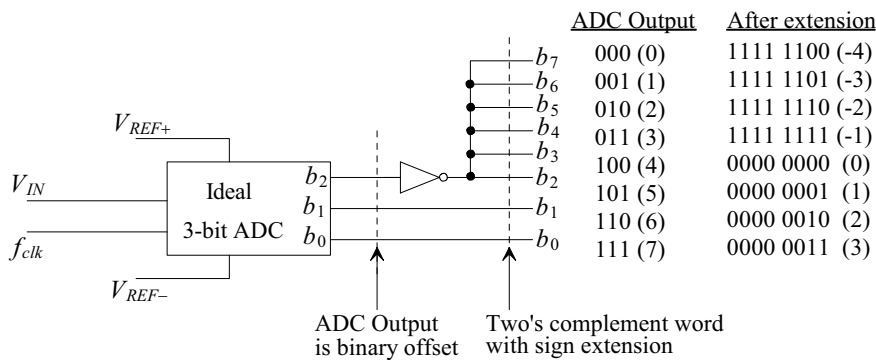 ADC Output After extension
b7 000 (0) 1111 1100 (-4)
b6 001 (1) 1111 1101 (-3)
b5 010 (2) 1111 1110 (-2)
VREF+ b4 011 (3) 1111 1111 (-1)
b3 100 (4) 0000 0000 (0)
VIN Ideal b2 b2 101 (5) 0000 0001 (1)
3-bit ADC b1 b1 110 (6) 0000 0010 (2)
fclk b0 b0 111 (7) 0000 0011 (3)
VREF−
ADC Output Two's complement word
is binary offset with sign extension